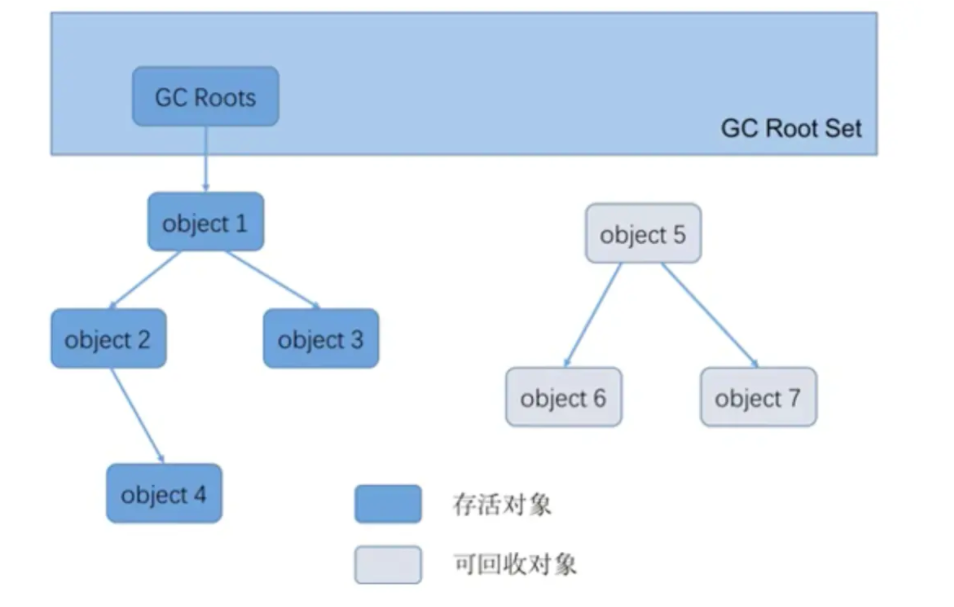 GC Roots
GC Root Set
object 1
object 5
object 2
object 3
object 6
object 7
object 4
存活对象
可回收对象